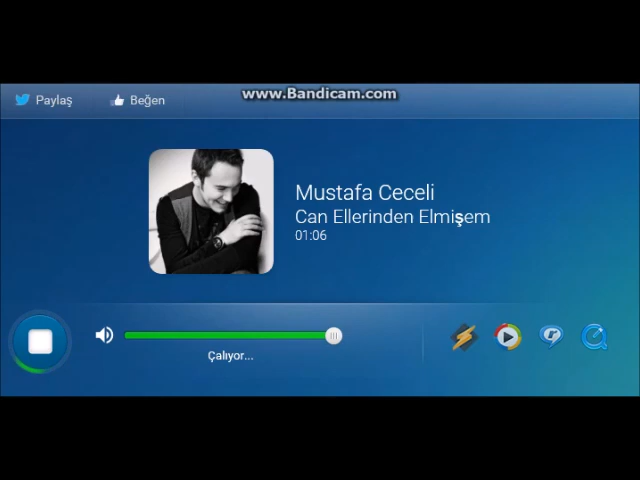 www.Bandicam.com
Paylaş
Beğen
Mustafa Ceceli
Can Ellerinden Elmişem
01:06
Çalıyor...